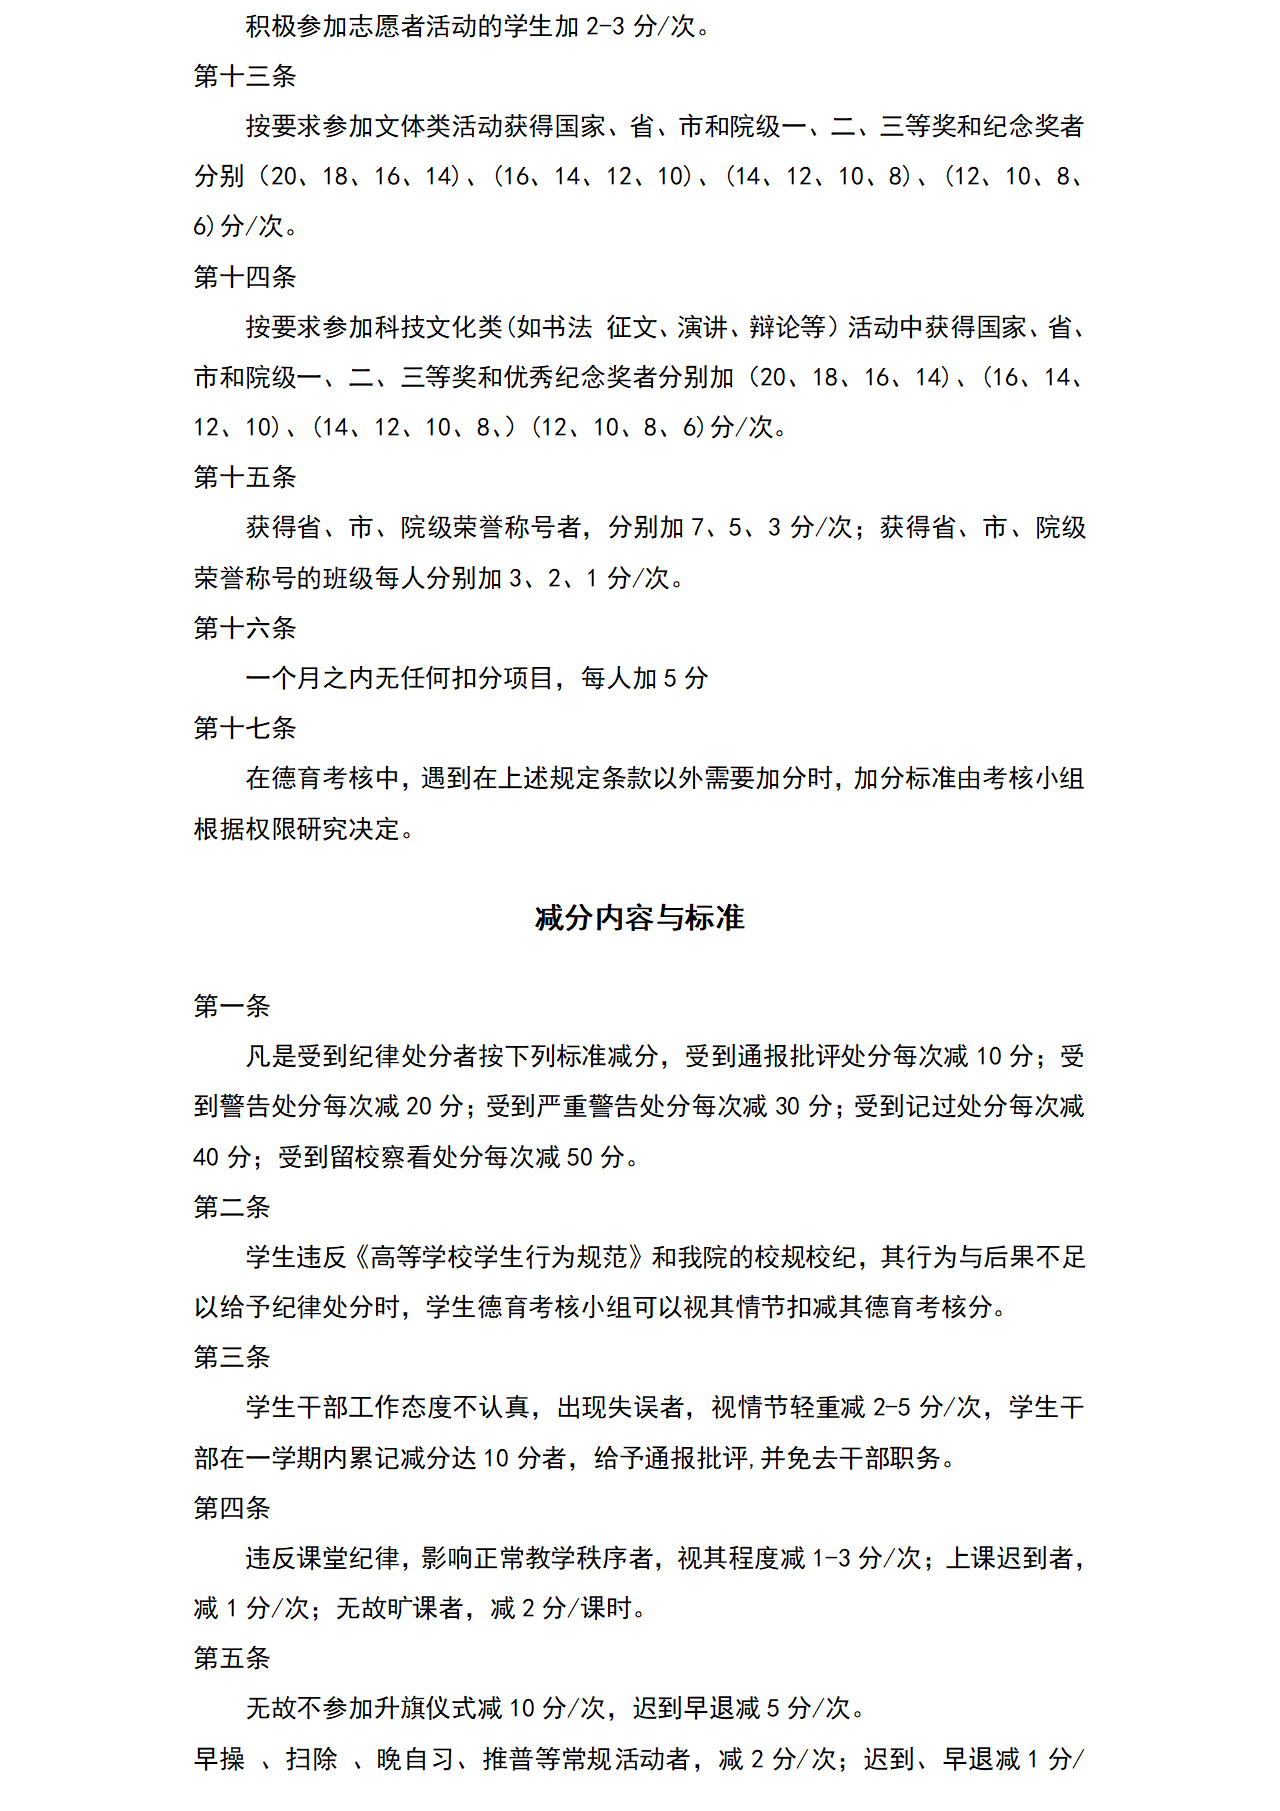 积极参加志愿者活动的学生加 2-3 分/次。
第十三条
按要求参加文体类活动获得国家、省、市和院级一、二、三等奖和纪念奖者
分别（20、18、16、14)、(16、14、12、10)、(14、12、10、8)、(12、10、8、
6)分/次。
第十四条
按要求参加科技文化类(如书法 征文、演讲、辩论等）活动中获得国家、省、
市和院级一、二、三等奖和优秀纪念奖者分别加（20、18、16、14)、(16、14、
12、10)、(14、12、10、8、）(12、10、8、6)分/次。
第十五条
获得省、市、院级荣誉称号者，分别加 7、5、3 分/次；获得省、市、院级
荣誉称号的班级每人分别加 3、2、1 分/次。
第十六条
一个月之内无任何扣分项目，每人加 5 分
第十七条
在德育考核中，遇到在上述规定条款以外需要加分时，加分标准由考核小组
根据权限研究决定。
减分内容与标准
第一条
凡是受到纪律处分者按下列标准减分，受到通报批评处分每次减 10 分；受
到警告处分每次减 20 分；受到严重警告处分每次减 30 分；受到记过处分每次减
40 分；受到留校察看处分每次减 50 分。
第二条
学生违反《高等学校学生行为规范》和我院的校规校纪，其行为与后果不足
以给予纪律处分时，学生德育考核小组可以视其情节扣减其德育考核分。
第三条
学生干部工作态度不认真，出现失误者，视情节轻重减 2-5 分/次，学生干
部在一学期内累记减分达 10 分者，给予通报批评,并免去干部职务。
第四条
违反课堂纪律，影响正常教学秩序者，视其程度减 1-3 分/次；上课迟到者，
减 1 分/次；无故旷课者，减 2 分/课时。
第五条
无故不参加升旗仪式减 10 分/次，迟到早退减 5 分/次。
早操 、扫除 、晚自习、推普等常规活动者，减 2 分/次；迟到、早退减 1 分/